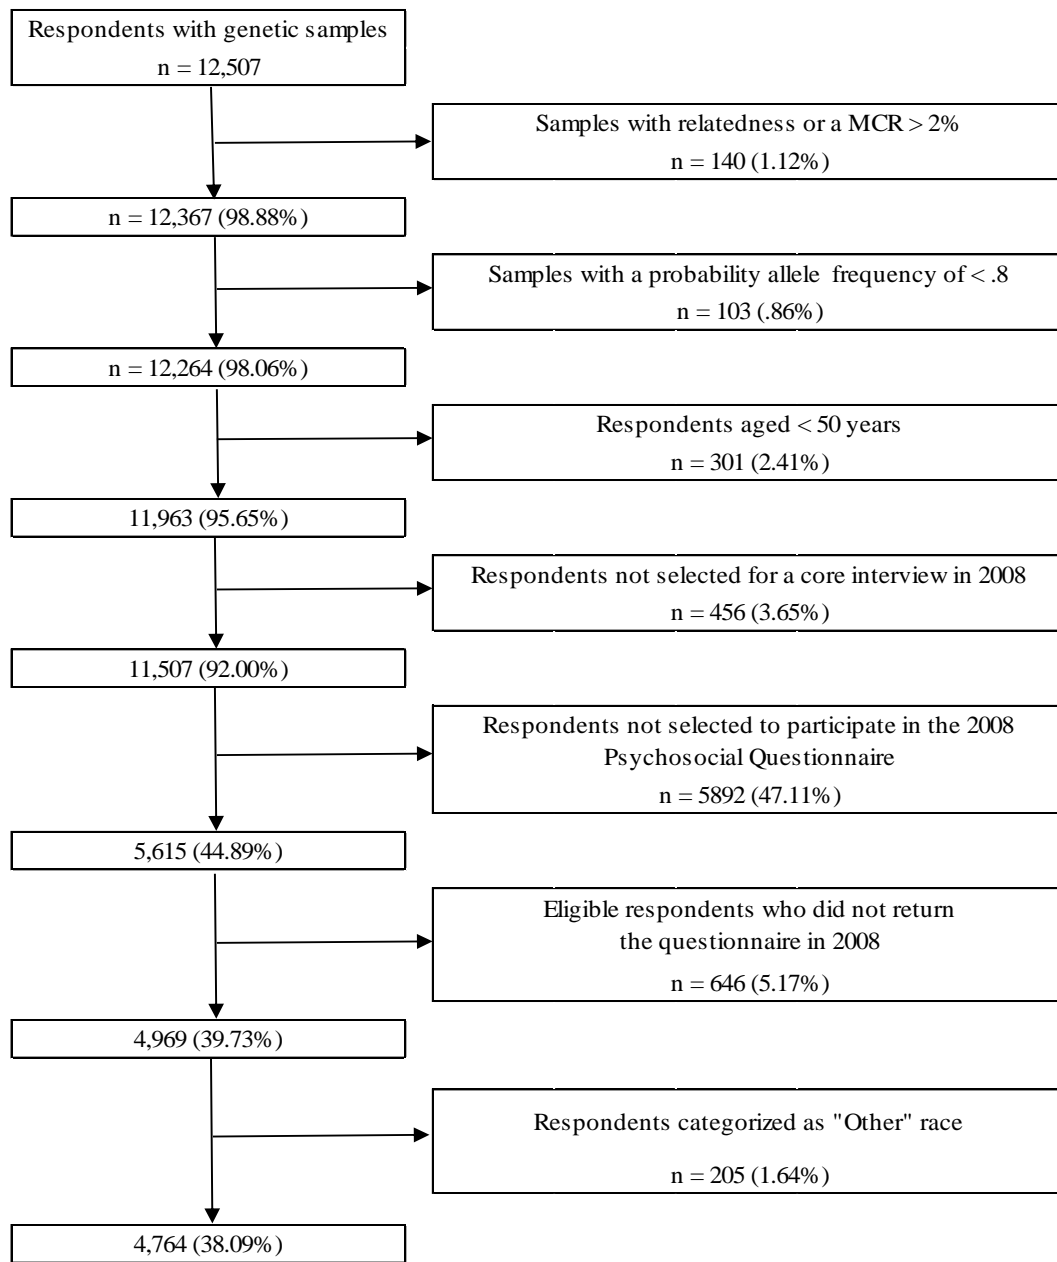 Respondents with genetic samples
n = 12,507
Samples with relatedness or a MCR > 2%
n = 140 (1.12%)
n = 12,367 (98.88%)
Samples with a probability allele frequency of < .8
n = 103 (.86%)
n = 12,264 (98.06%)
Respondents aged < 50 years
n = 301 (2.41%)
11,963 (95.65%)
Respondents not selected for a core interview in 2008
n = 456 (3.65%)
11,507 (92.00%)
Respondents not selected to participate in the 2008
Psychosocial Questionnaire
n = 5892 (47.11%)
5,615 (44.89%)
Eligible respondents who did not return
the questionnaire in 2008
n = 646 (5.17%)
4,969 (39.73%)
Respondents categorized as "Other" race
n = 205 (1.64%)
4,764 (38.09%)